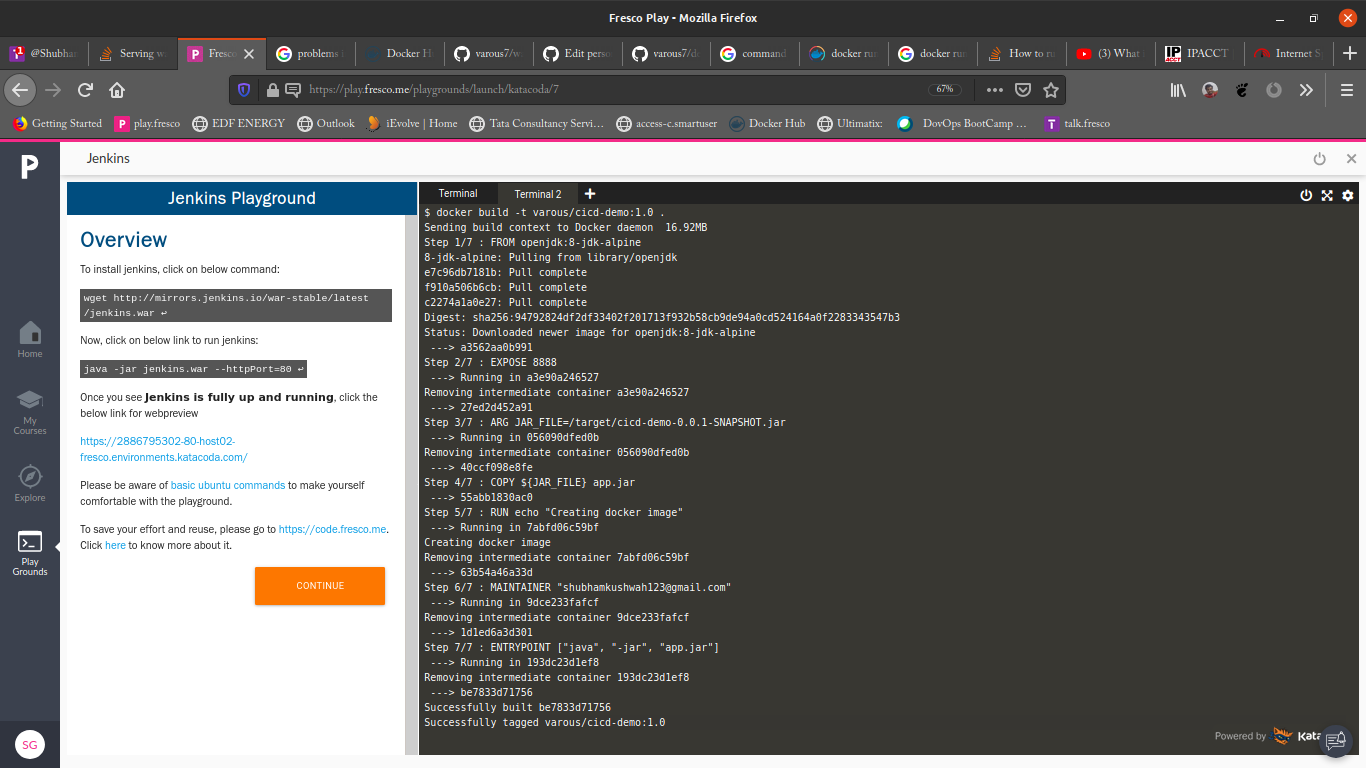 Fresco Play - Mozilla Firefox
1 @Shubha
Serving w
Fresco
problems i
Docker H
varous7/w
Edit perso
varous7/d
command
docker run
docker run
How to ru
(3) What i
IPACCT
Internet S
https://play.fresco.me/playgrounds/launch/katacoda/7
67%
Getting Started
play.fresco
EDF ENERGY
Outlook
iEvolve | Home
Tata Consultancy Servi…
access-c.smartuser
Docker Hub
Ultimatix:
DovOps BootCamp …
talk.fresco
Jenkins
Home
My
Courses
Explore
Play
Grounds
SG
Jenkins Playground
Overview
To install jenkins, click on below command:
wget http://mirrors.jenkins.io/war-stable/latest
/jenkins.war ↩
Now, click on below link to run jenkins:
java -jar jenkins.war --httpPort=80 ↩
Once you see Jenkins is fully up and running, click the
below link for webpreview
https://2886795302-80-host02-
fresco.environments.katacoda.com/
Please be aware of basic ubuntu commands to make yourself
comfortable with the playground.
To save your effort and reuse, please go to https://code.fresco.me.
Click here to know more about it.
CONTINUE
Terminal
Terminal 2
$ docker build -t varous/cicd-demo:1.0 .
Sending build context to Docker daemon  16.92MB
Step 1/7 : FROM openjdk:8-jdk-alpine
8-jdk-alpine: Pulling from library/openjdk
e7c96db7181b: Pull complete
f910a506b6cb: Pull complete
c2274a1a0e27: Pull complete
Digest: sha256:94792824df2df33402f201713f932b58cb9de94a0cd524164a0f2283343547b3
Status: Downloaded newer image for openjdk:8-jdk-alpine
 ---> a3562aa0b991
Step 2/7 : EXPOSE 8888
 ---> Running in a3e90a246527
Removing intermediate container a3e90a246527
 ---> 27ed2d452a91
Step 3/7 : ARG JAR_FILE=/target/cicd-demo-0.0.1-SNAPSHOT.jar
 ---> Running in 056090dfed0b
Removing intermediate container 056090dfed0b
 ---> 40ccf098e8fe
Step 4/7 : COPY ${JAR_FILE} app.jar
 ---> 55abb1830ac0
Step 5/7 : RUN echo "Creating docker image"
 ---> Running in 7abfd06c59bf
Creating docker image
Removing intermediate container 7abfd06c59bf
 ---> 63b54a46a33d
Step 6/7 : MAINTAINER "shubhamkushwah123@gmail.com"
 ---> Running in 9dce233fafcf
Removing intermediate container 9dce233fafcf
 ---> 1d1ed6a3d301
Step 7/7 : ENTRYPOINT ["java", "-jar", "app.jar"]
 ---> Running in 193dc23d1ef8
Removing intermediate container 193dc23d1ef8
 ---> be7833d71756
Successfully built be7833d71756
Successfully tagged varous/cicd-demo:1.0
Powered by Kata